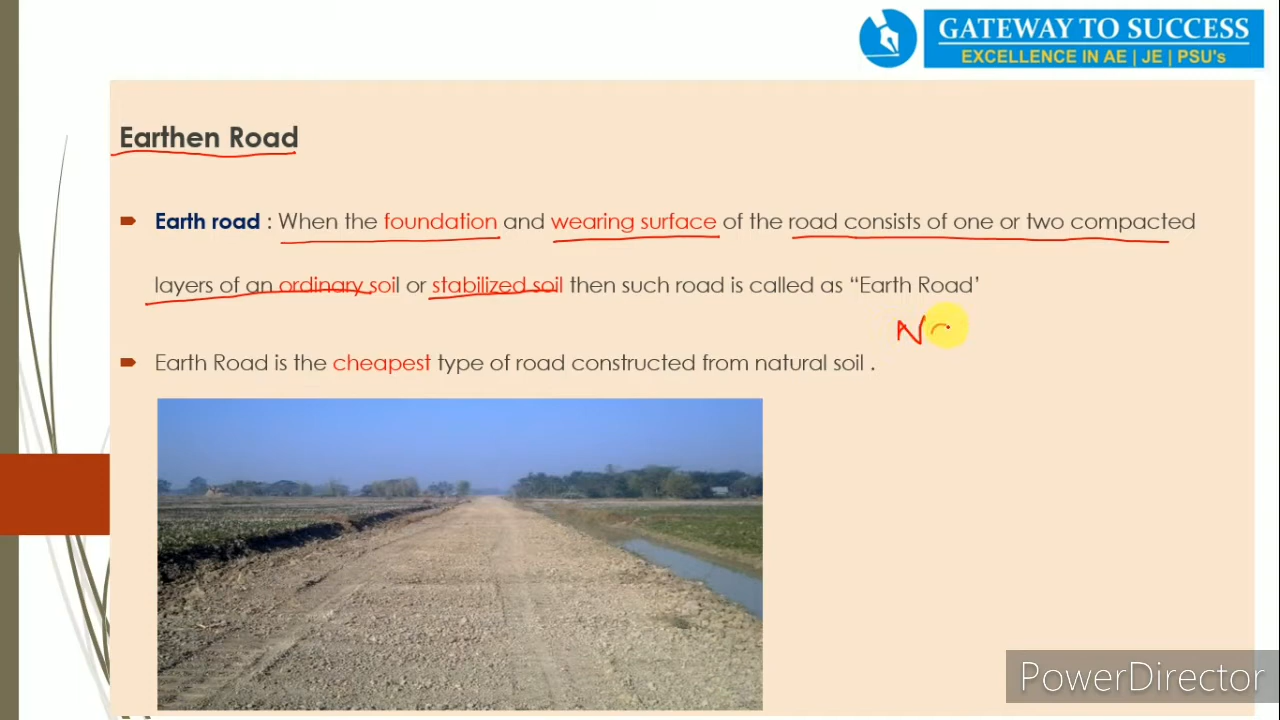 GATEWAY TO SUCCESS
EXCELLENCE IN AE | JE | PSU's
Earthen Road
Earth road : When the foundation and wearing surface of the road consists of one or two compacted
layers of an ordinary soil or stabilized soil then such road is called as “Earth Road’
Earth Road is the cheapest type of road constructed from natural soil .
PowerDirector